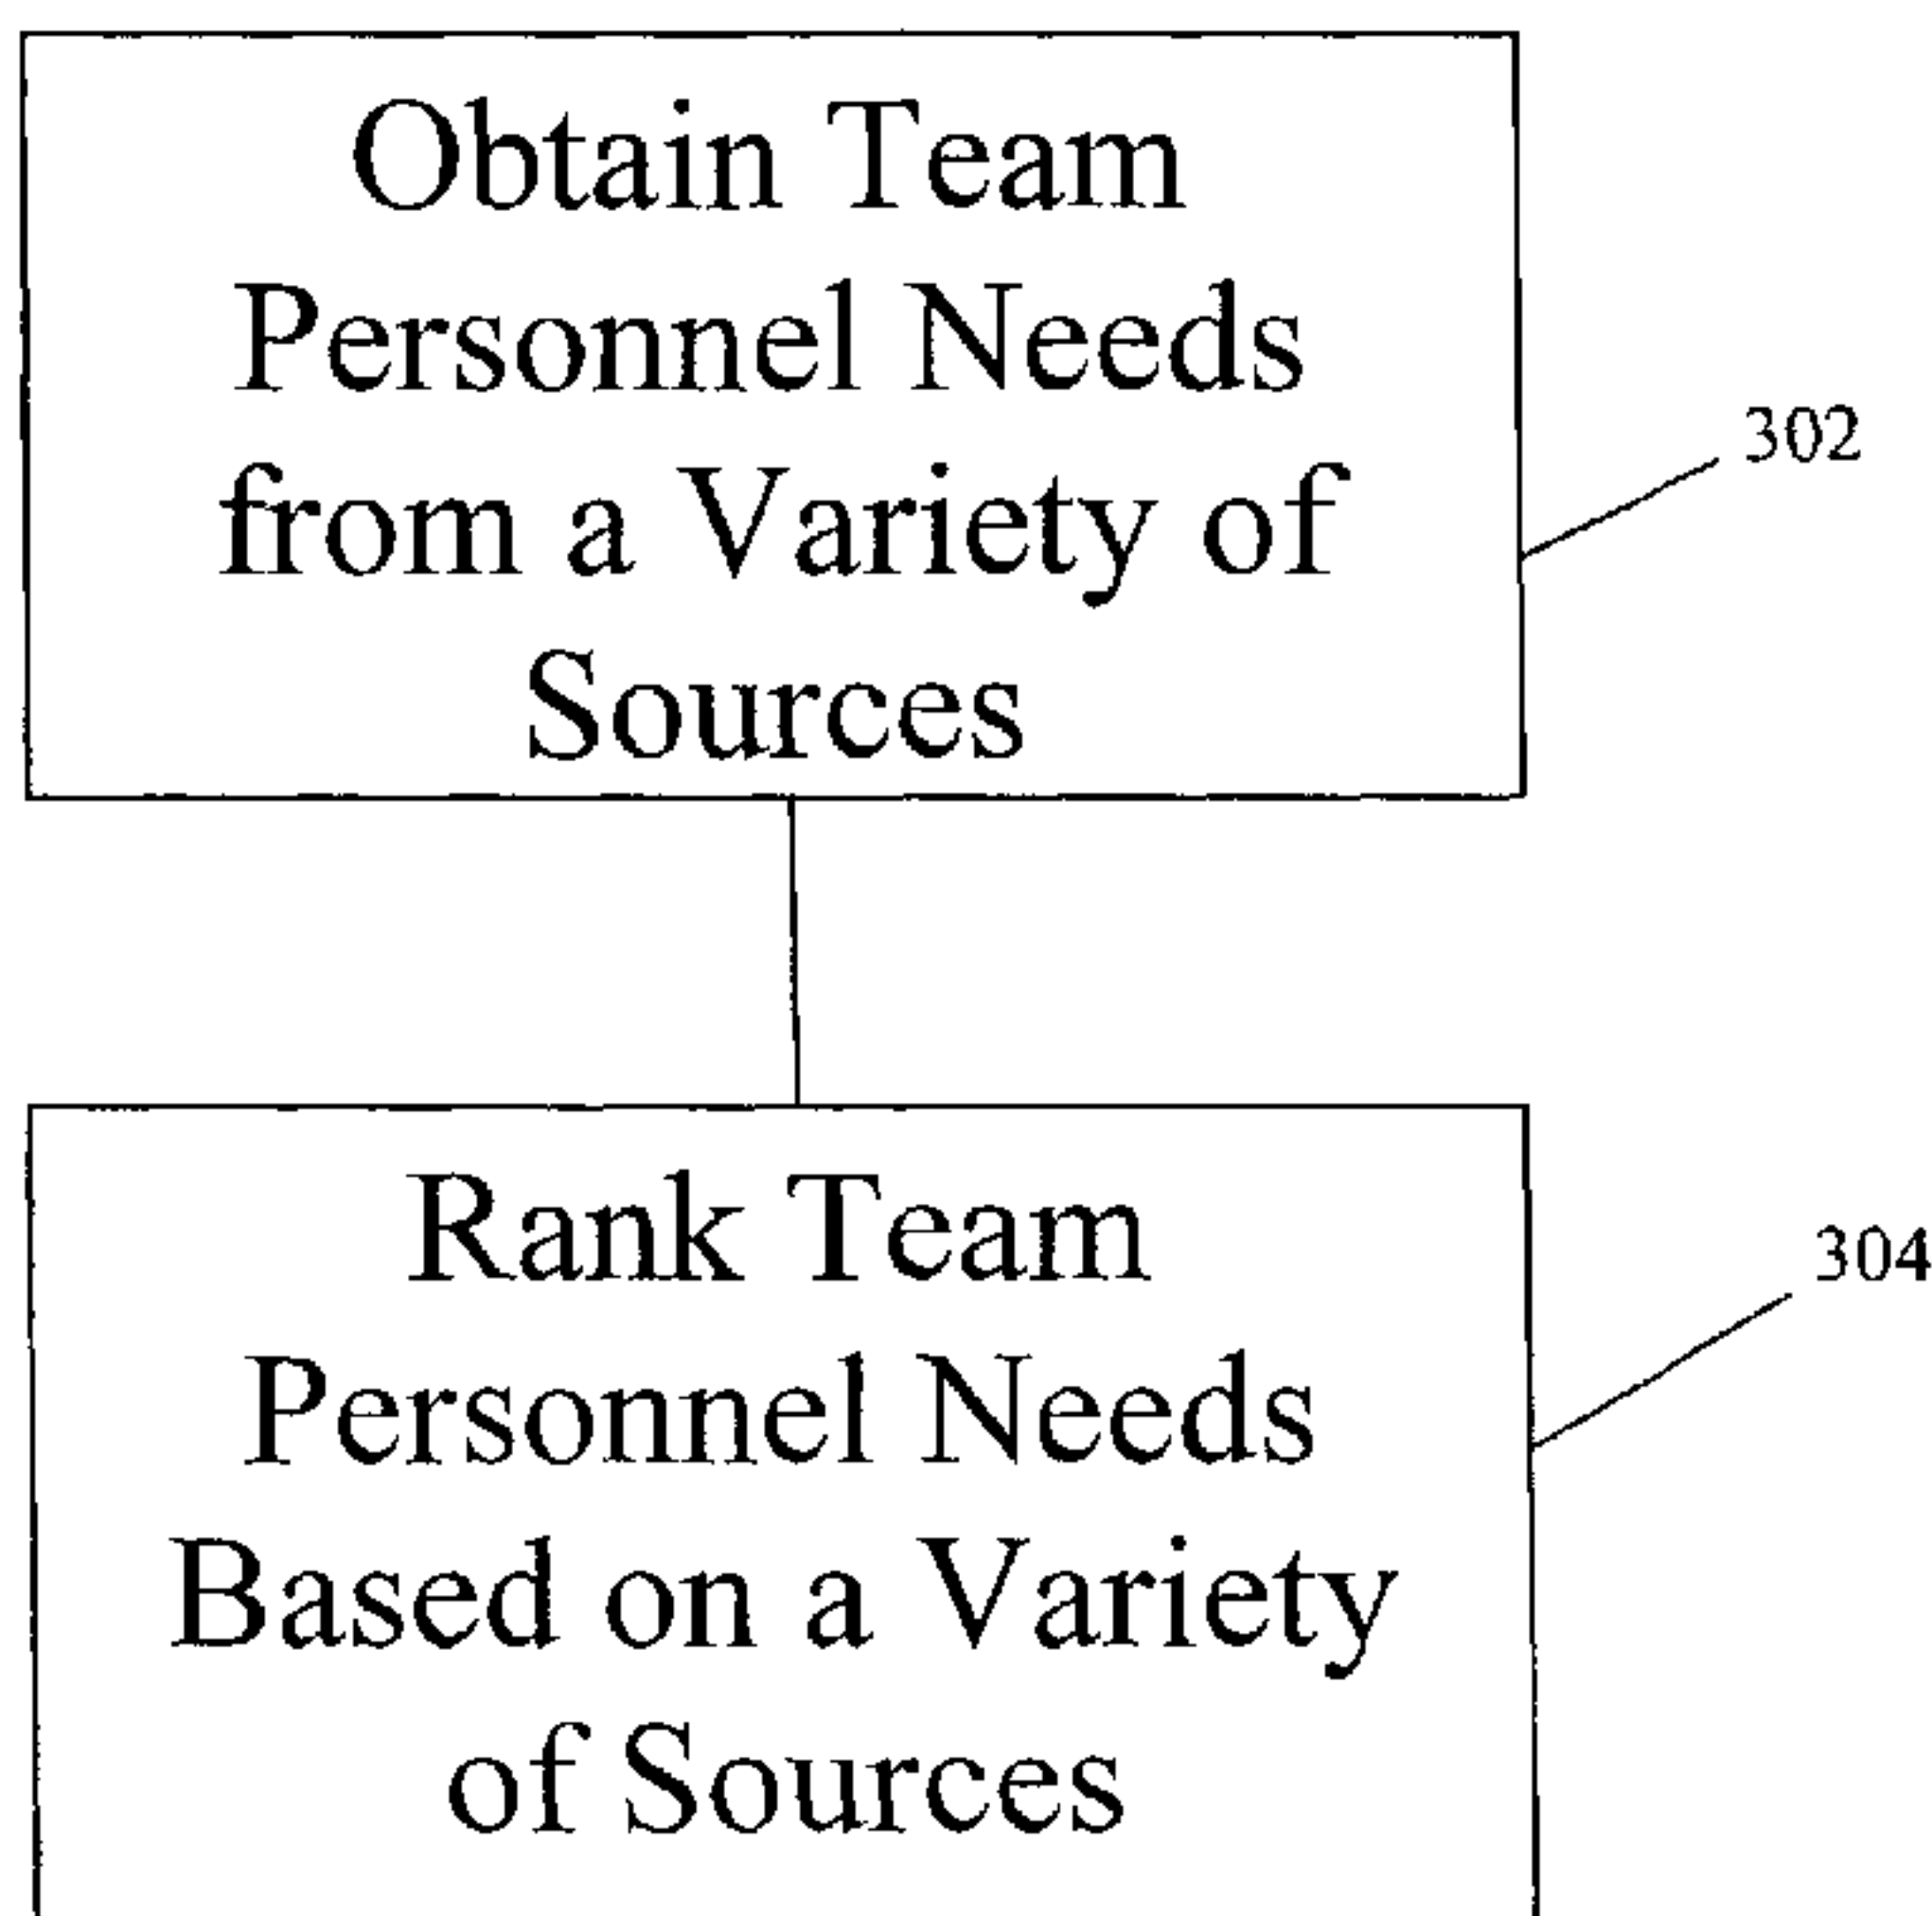 Obtain Team
Personnel Needs
from a Variety of
Sources
302
Rank Team
Personnel Needs
Based on a Variety
of Sources
304